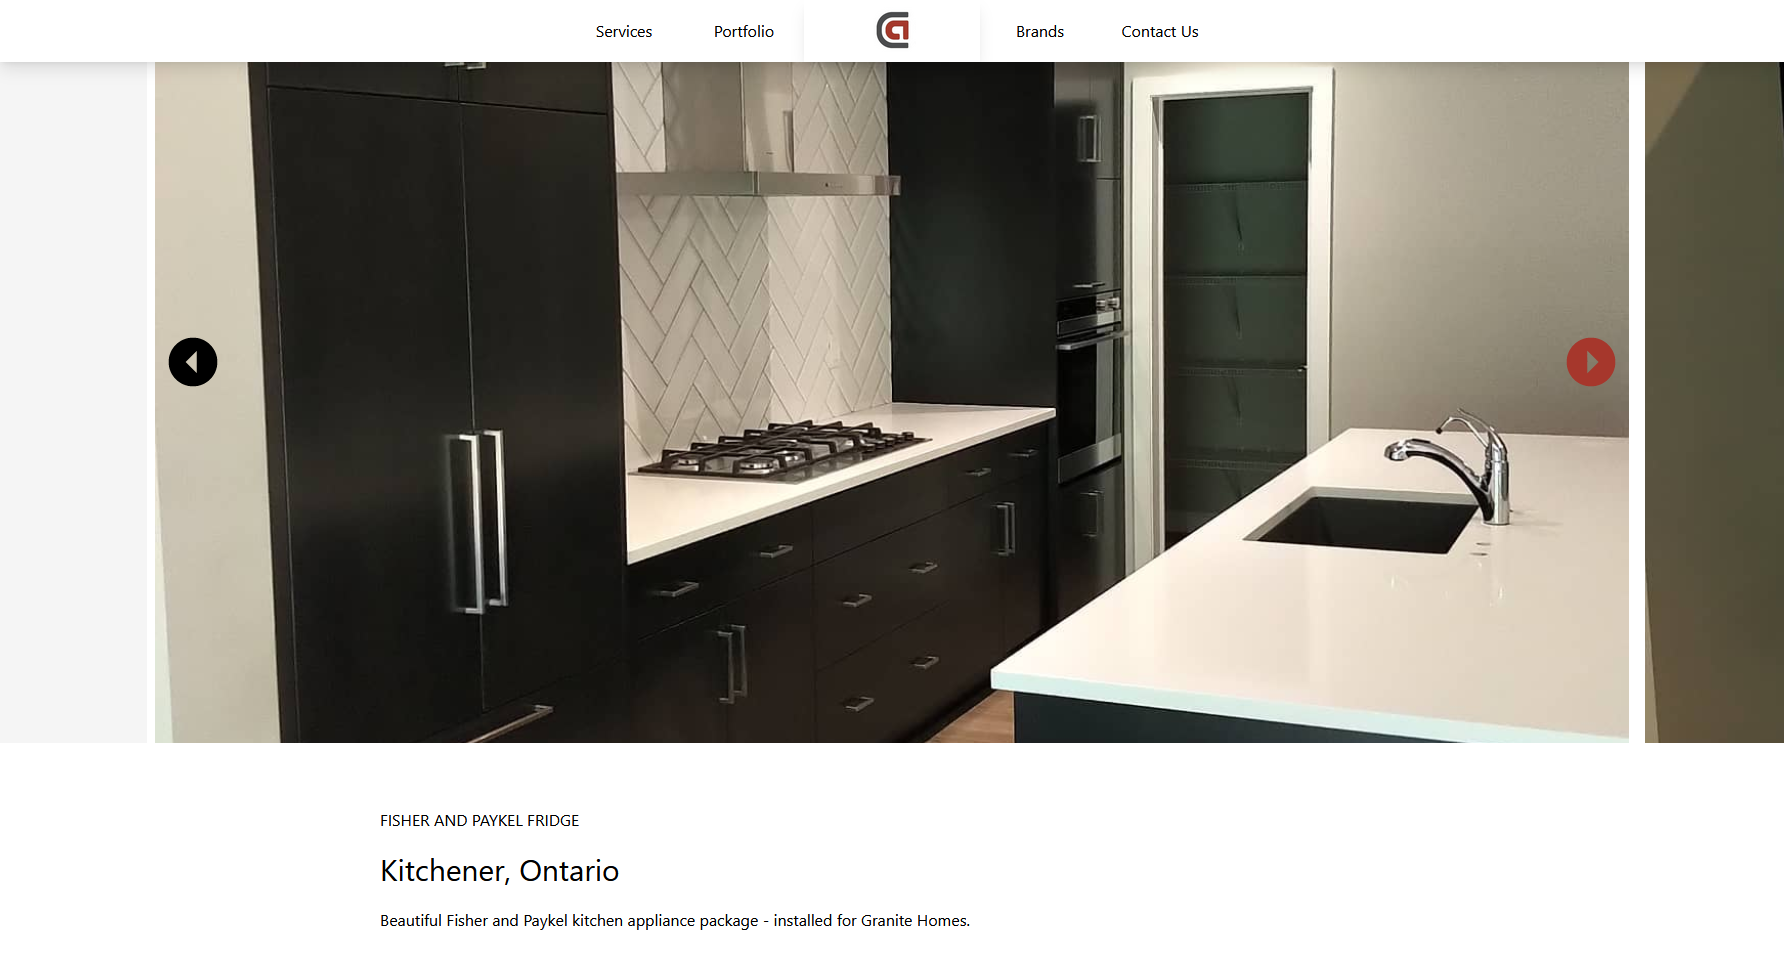 Services
Portfolio
Brands
Contact Us
FISHER AND PAYKEL FRIDGE
Kitchener, Ontario
Beautiful Fisher and Paykel kitchen appliance package - installed for Granite Homes.